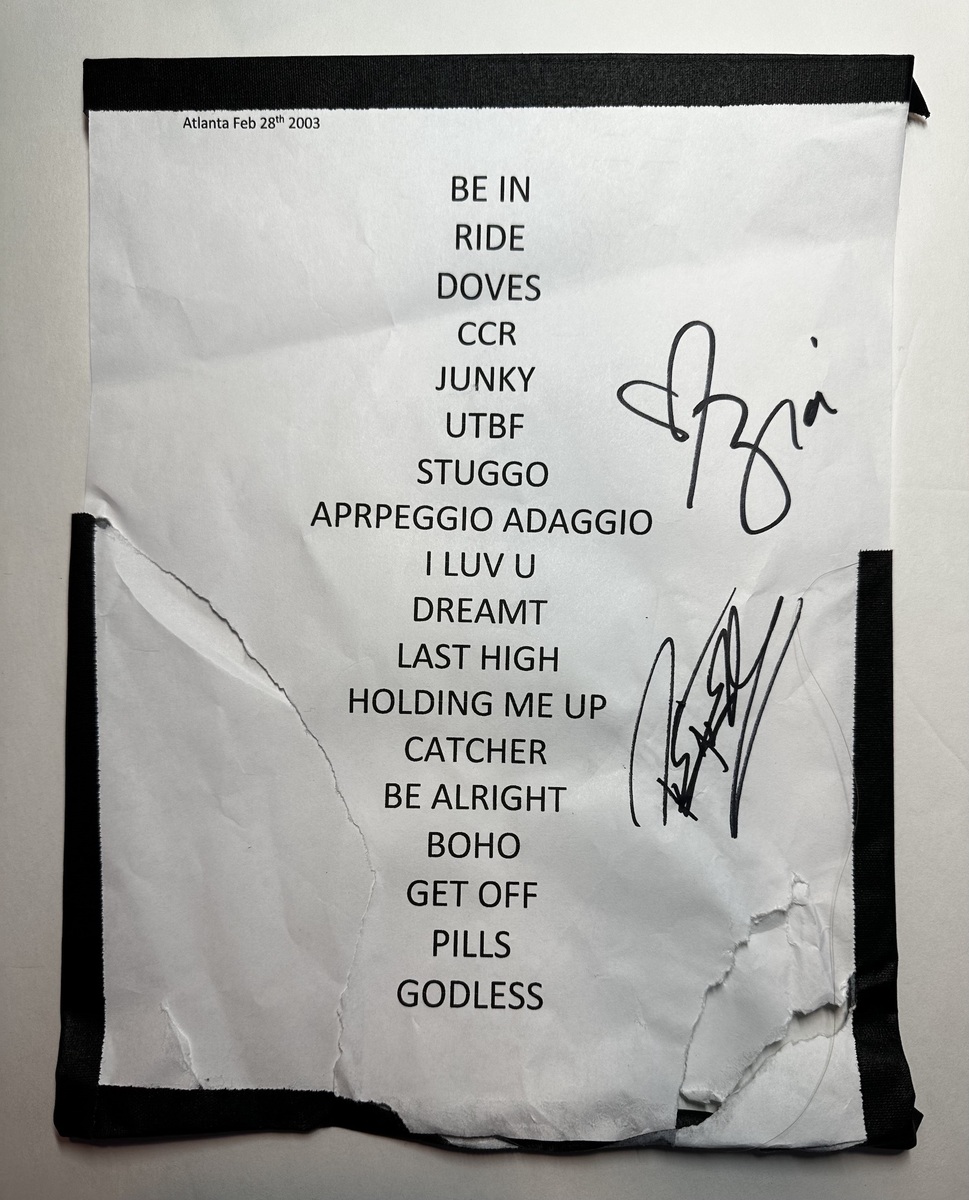 Atlanta Feb 28th 2003
BE IN
RIDE
DOVES
CCR
JUNKY
UTBF
STUGGO
APRPEGGIO ADAGGIO
I LUV U
DREAMT
LAST HIGH
HOLDING ME UP
CATCHER
BE ALRIGHT
BOHO
GET OFF
PILLS
GODLESS